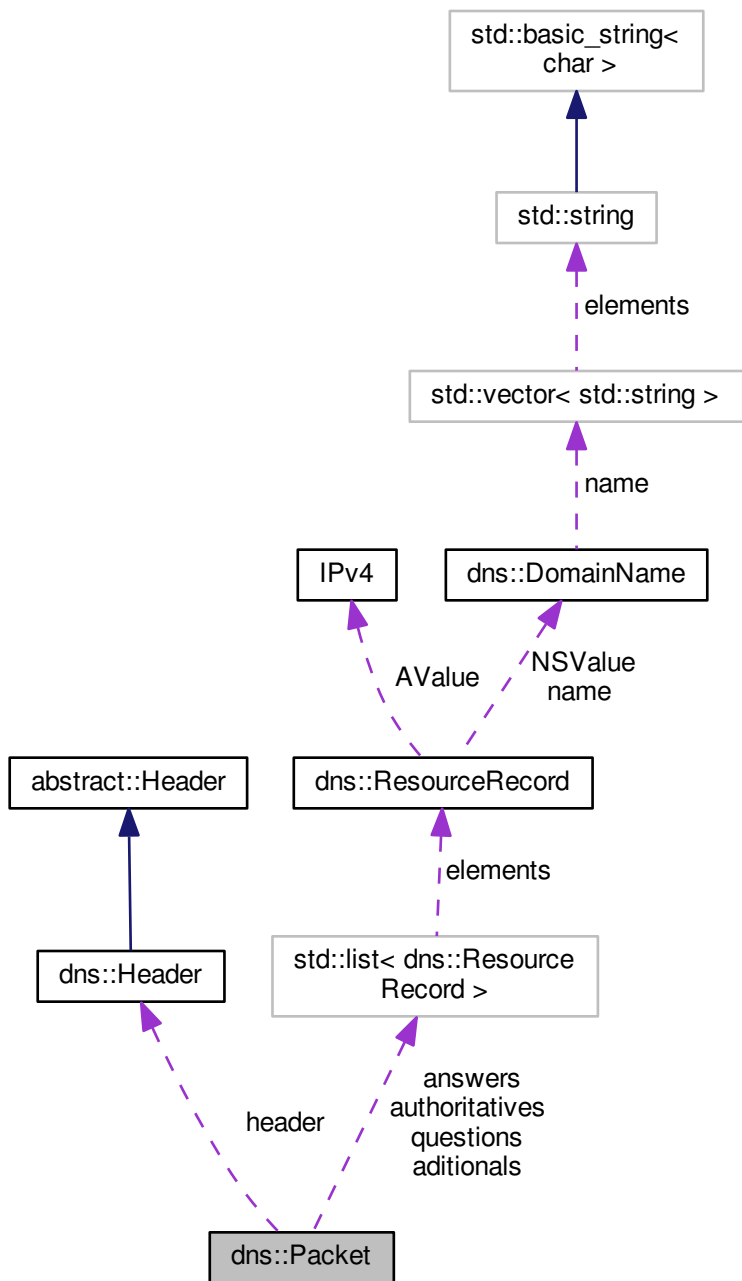 std::basic_string<
char >
std::string
elements
std::vector< std::string >
name
IPv4
dns::DomainName
AValue
NSValue
name
abstract::Header
dns::ResourceRecord
elements
dns::Header
std::list< dns::Resource
Record >
header
answers
authoritatives
questions
aditionals
dns::Packet